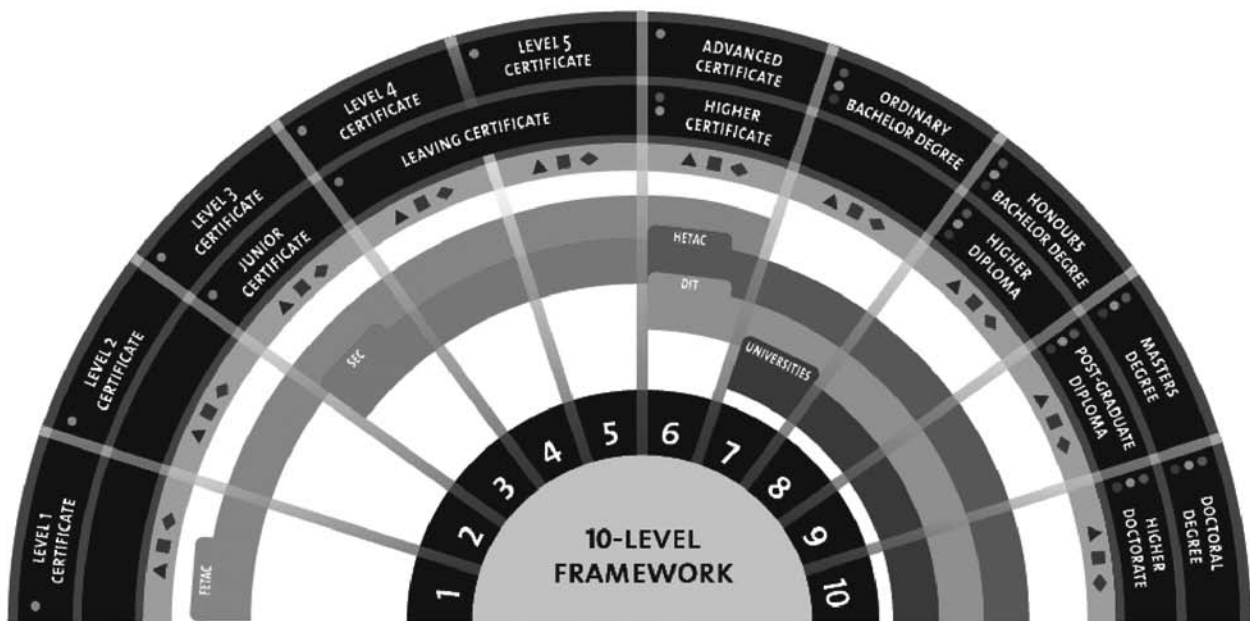 LEVEL 1
CERTIFICATE
LEVEL 2
CERTIFICATE
LEVEL 3
CERTIFICATE
JUNIOR
CERTIFICATE
LEVEL 4
CERTIFICATE
LEVEL 5
CERTIFICATE
LEAVING CERTIFICATE
ADVANCED
CERTIFICATE
HIGHER
CERTIFICATE
ORDINARY
BACHELOR DEGREE
HONOURS
BACHELOR DEGREE
HIGHER
DIPLOMA
MASTERS
DEGREE
POST-GRADUATE
DIPLOMA
DOCTORAL
DEGREE
HIGHER
DOCTORATE
FETAC
SEC
HETAC
DIT
UNIVERSITIES
1
2
3
4
5
6
7
8
9
10
10-LEVEL
FRAMEWORK